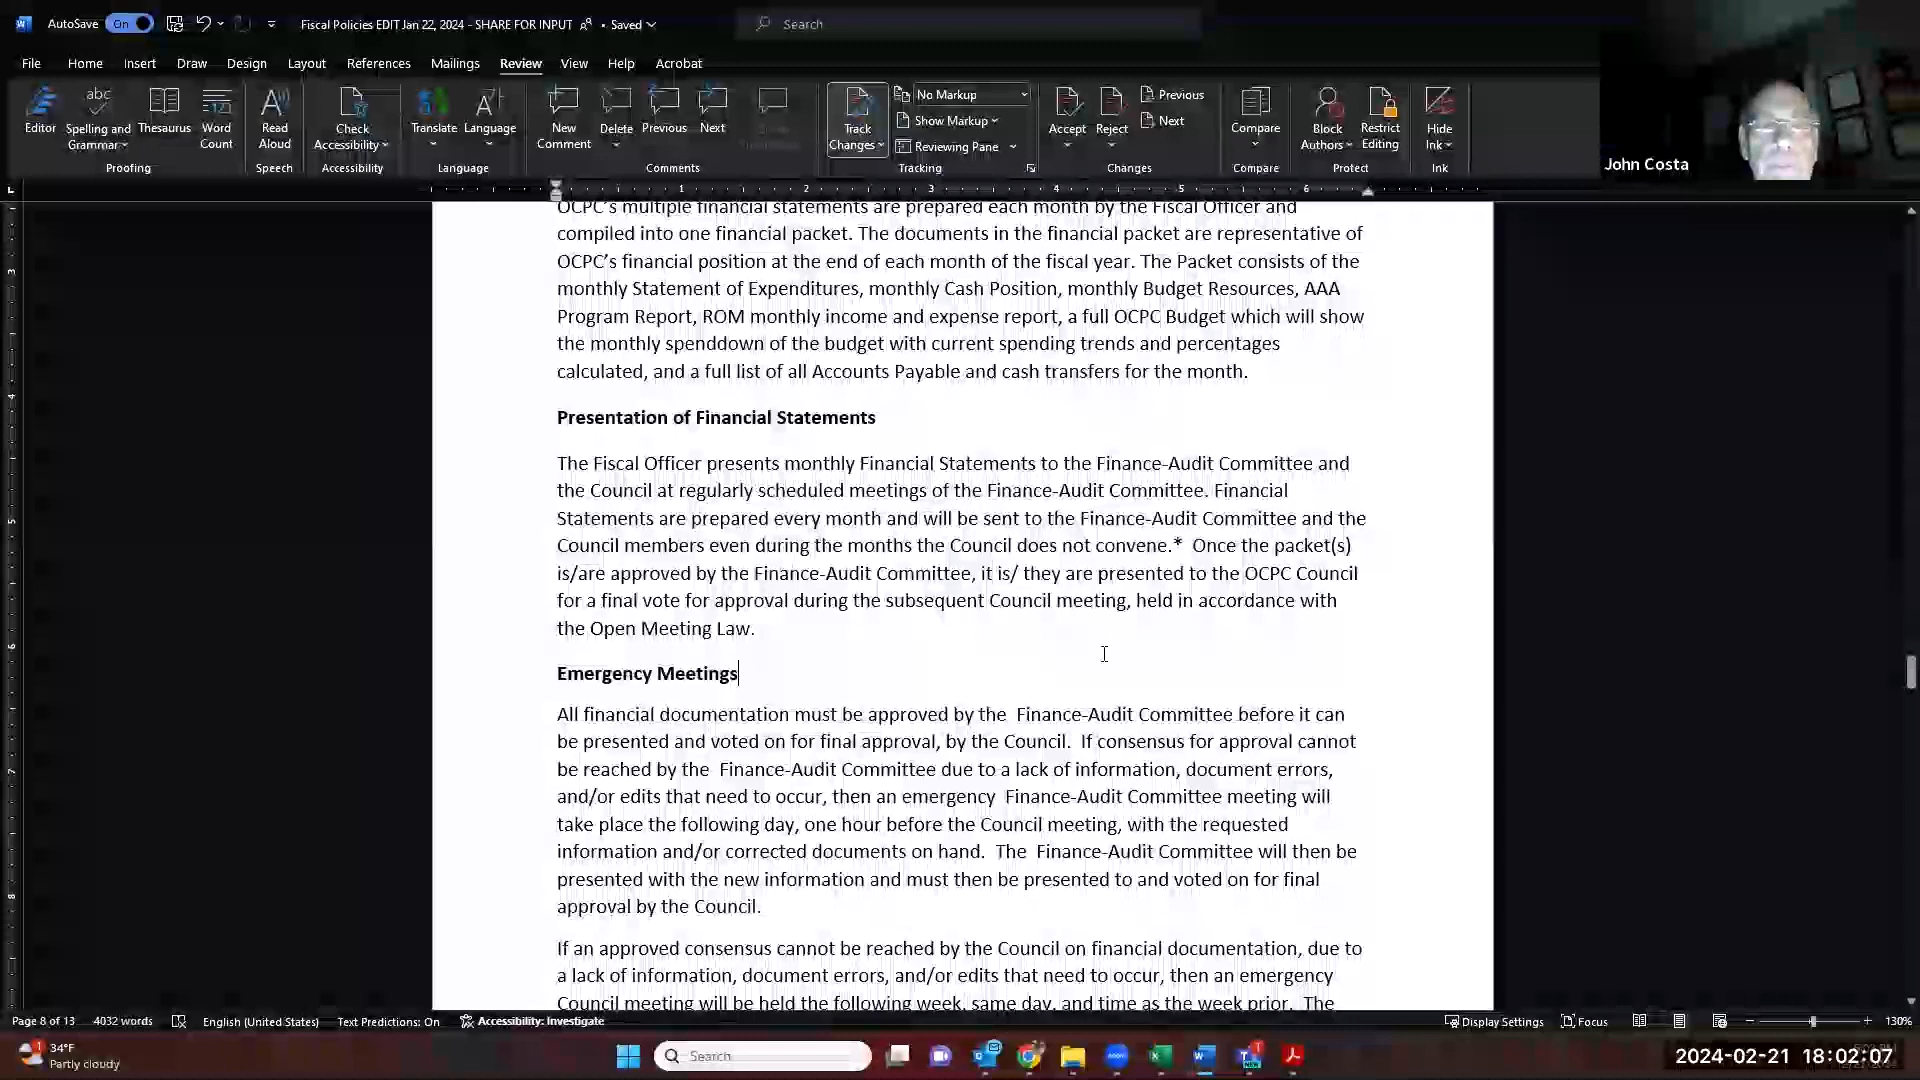 AutoSave On Fiscal Policies EDIT Jan 22, 2024 - SHARE FOR INPUT • Saved Search
File Home Insert Draw Design Layout References Mailings Review View Help Acrobat
Editor
Spelling and Grammar
Thesaurus
Word Count
Proofing
Read Aloud
Speech
Check Accessibility
Accessibility
Translate
Language
Language
New Comment
Delete
Previous
Next
Comments
Track Changes
No Markup
Show Markup
Reviewing Pane
Tracking
Accept
Reject
Previous
Next
Changes
Compare
Compare
Block Authors
Restrict Editing
Protect
Hide Ink
Ink
John Costa
1 2 3 4 5 6
OCPC's multiple financial statements are prepared each month by the Fiscal Officer and
compiled into one financial packet. The documents in the financial packet are representative of
OCPC's financial position at the end of each month of the fiscal year. The Packet consists of the
monthly Statement of Expenditures, monthly Cash Position, monthly Budget Resources, AAA
Program Report, ROM monthly income and expense report, a full OCPC Budget which will show
the monthly spenddown of the budget with current spending trends and percentages
calculated, and a full list of all Accounts Payable and cash transfers for the month.
Presentation of Financial Statements
The Fiscal Officer presents monthly Financial Statements to the Finance-Audit Committee and
the Council at regularly scheduled meetings of the Finance-Audit Committee. Financial
Statements are prepared every month and will be sent to the Finance-Audit Committee and the
Council members even during the months the Council does not convene.* Once the packet(s)
is/are approved by the Finance-Audit Committee, it is/ they are presented to the OCPC Council
for a final vote for approval during the subsequent Council meeting, held in accordance with
the Open Meeting Law.
Emergency Meetings
All financial documentation must be approved by the Finance-Audit Committee before it can
be presented and voted on for final approval, by the Council. If consensus for approval cannot
be reached by the Finance-Audit Committee due to a lack of information, document errors,
and/or edits that need to occur, then an emergency Finance-Audit Committee meeting will
take place the following day, one hour before the Council meeting, with the requested
information and/or corrected documents on hand. The Finance-Audit Committee will then be
presented with the new information and must then be presented to and voted on for final
approval by the Council.
If an approved consensus cannot be reached by the Council on financial documentation, due to
a lack of information, document errors, and/or edits that need to occur, then an emergency
Council meeting will be held the following week, same day, and time as the week prior. The
Page 8 of 13 4032 words English (United States) Text Predictions: On Accessibility: Investigate Display Settings Focus 130%
34°F
Partly cloudy
Search
2024-02-21 18:02:07